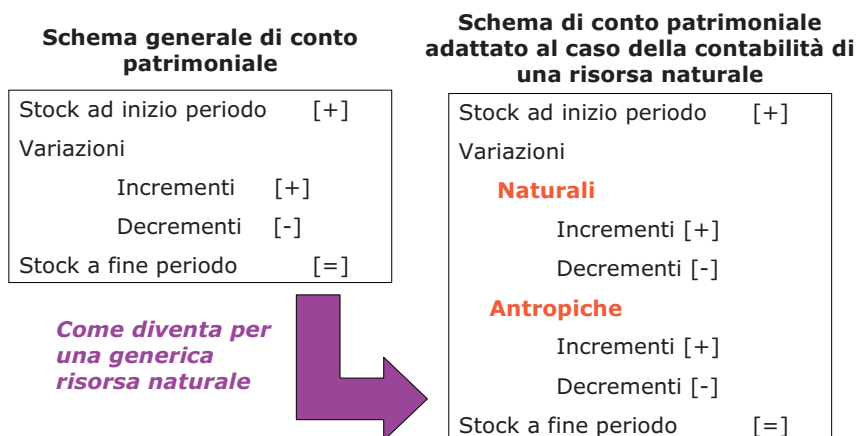 Schema generale di conto
patrimoniale
Stock ad inizio periodo [+]
Variazioni
Incrementi [+]
Decrementi [-]
Stock a fine periodo [=]
Come diventa per
una generica
risorsa naturale
Schema di conto patrimoniale
adattato al caso della contabilità di
una risorsa naturale
Stock ad inizio periodo [+]
Variazioni
Naturali
Incrementi [+]
Decrementi [-]
Antropiche
Incrementi [+]
Decrementi [-]
Stock a fine periodo [=]